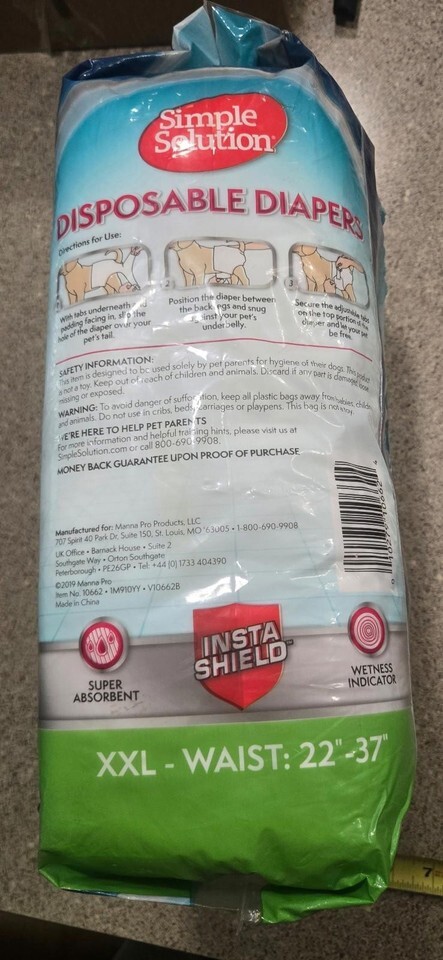 Simple
Solution
DISPOSABLE DIAPERS
Directions for Use:
2
3
With tabs underneath and
padding facing in, slip the
hole of the diaper over your
pet's tail.
Position the diaper between
the back legs and snug
against your pet's
underbelly.
Secure the adjustable tabs
on the top portion of the
diaper and let your pet
be free.
SAFETY INFORMATION:
This item is designed to be used solely by pet parents for hygiene of their dogs. This product
is not a toy. Keep out of reach of children and animals. Discard if any part is damaged,
missing or exposed.
WARNING: To avoid danger of suffocation, keep all plastic bags away from babies, children
and animals. Do not use in cribs, beds, carriages or playpens. This bag is not a toy.
WE'RE HERE TO HELP PET PARENTS
For more information and helpful training hints, please visit us at
SimpleSolution.com or call 800-690-9908.
MONEY BACK GUARANTEE UPON PROOF OF PURCHASE
Manufactured for: Manna Pro Products, LLC
707 Spirit 40 Park Dr. Suite 150, St. Louis, MO 63005 • 1-800-690-9908
UK Office • Barnack House • Suite 2
Southgate Way • Orton Southgate
Peterborough • PE26GP • Tel: +44 (0) 1733 404390
©2019 Manna Pro
Item No. 10662 • 1M910YY • V10662B
Made in China
SUPER
ABSORBENT
INSTA
SHIELD™
WETNESS
INDICATOR
XXL - WAIST: 22"-37"
7